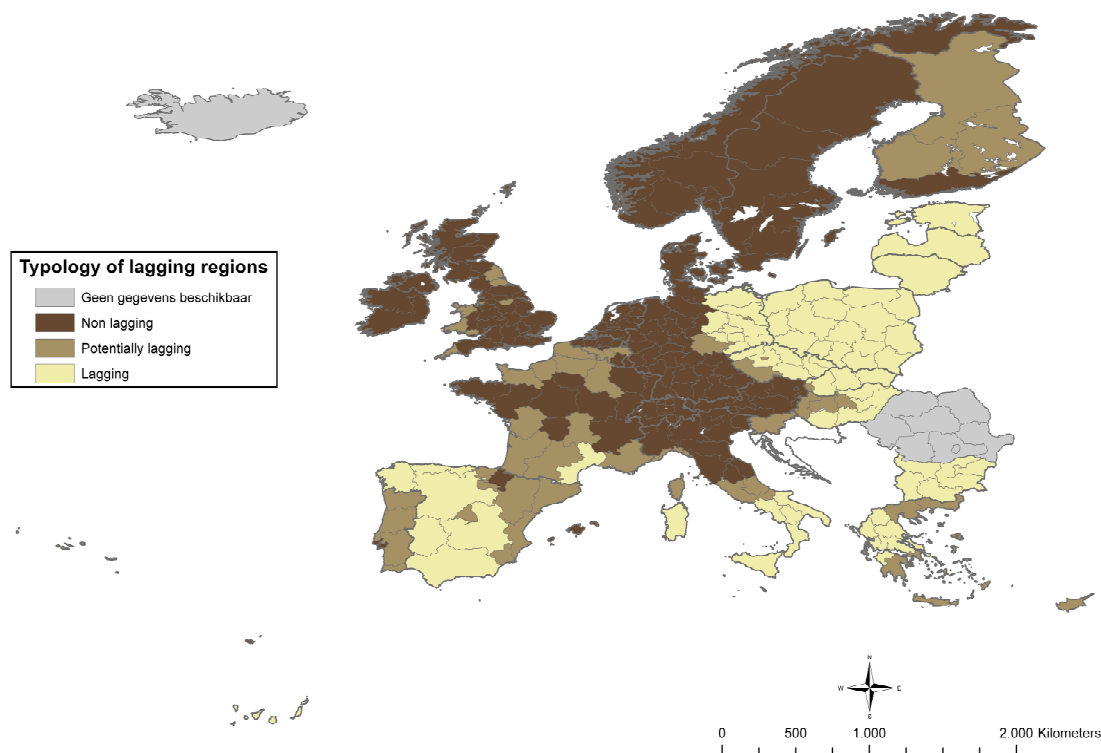 Typology of lagging regions
Geen gegevens beschikbaar
Non lagging
Potentially lagging
Lagging
N
W E
S
0 500 1.000 2.000 Kilometers